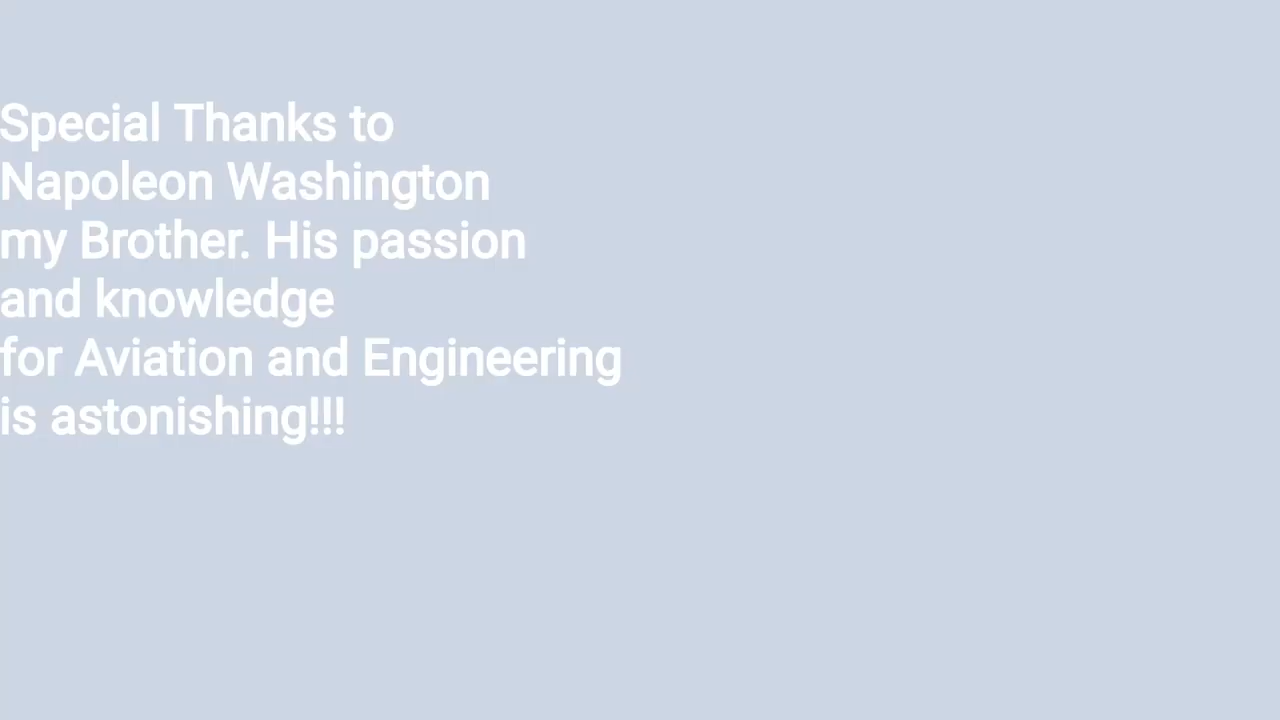 Special Thanks to
Napoleon Washington
my Brother. His passion
and knowledge
for Aviation and Engineering
is astonishing!!!